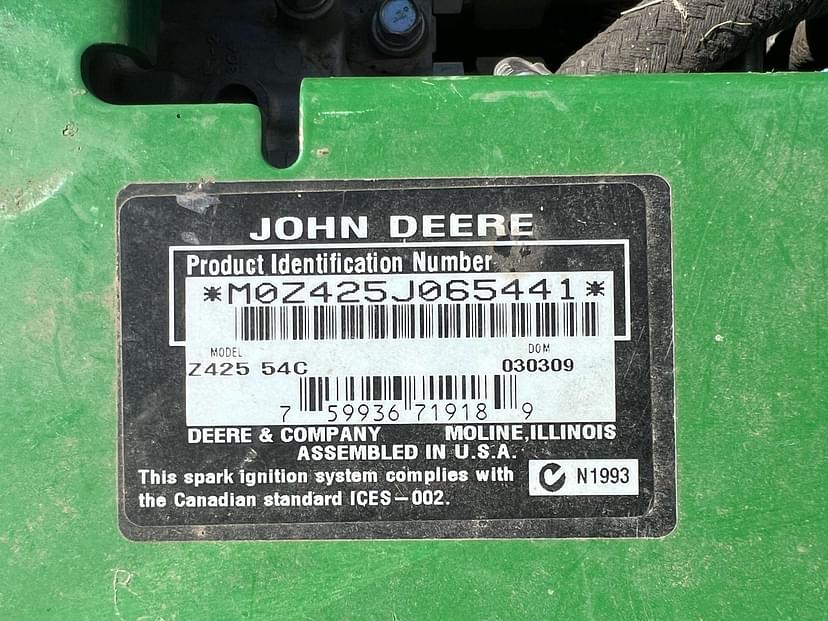 JOHN DEERE
Product Identification Number
*M0Z425J065441*
MODEL DOM
Z425 54C 030309
7 59936 71918 9
DEERE & COMPANY MOLINE, ILLINOIS
ASSEMBLED IN U.S.A.
This spark ignition system complies with
the Canadian standard ICES-002.
N1993